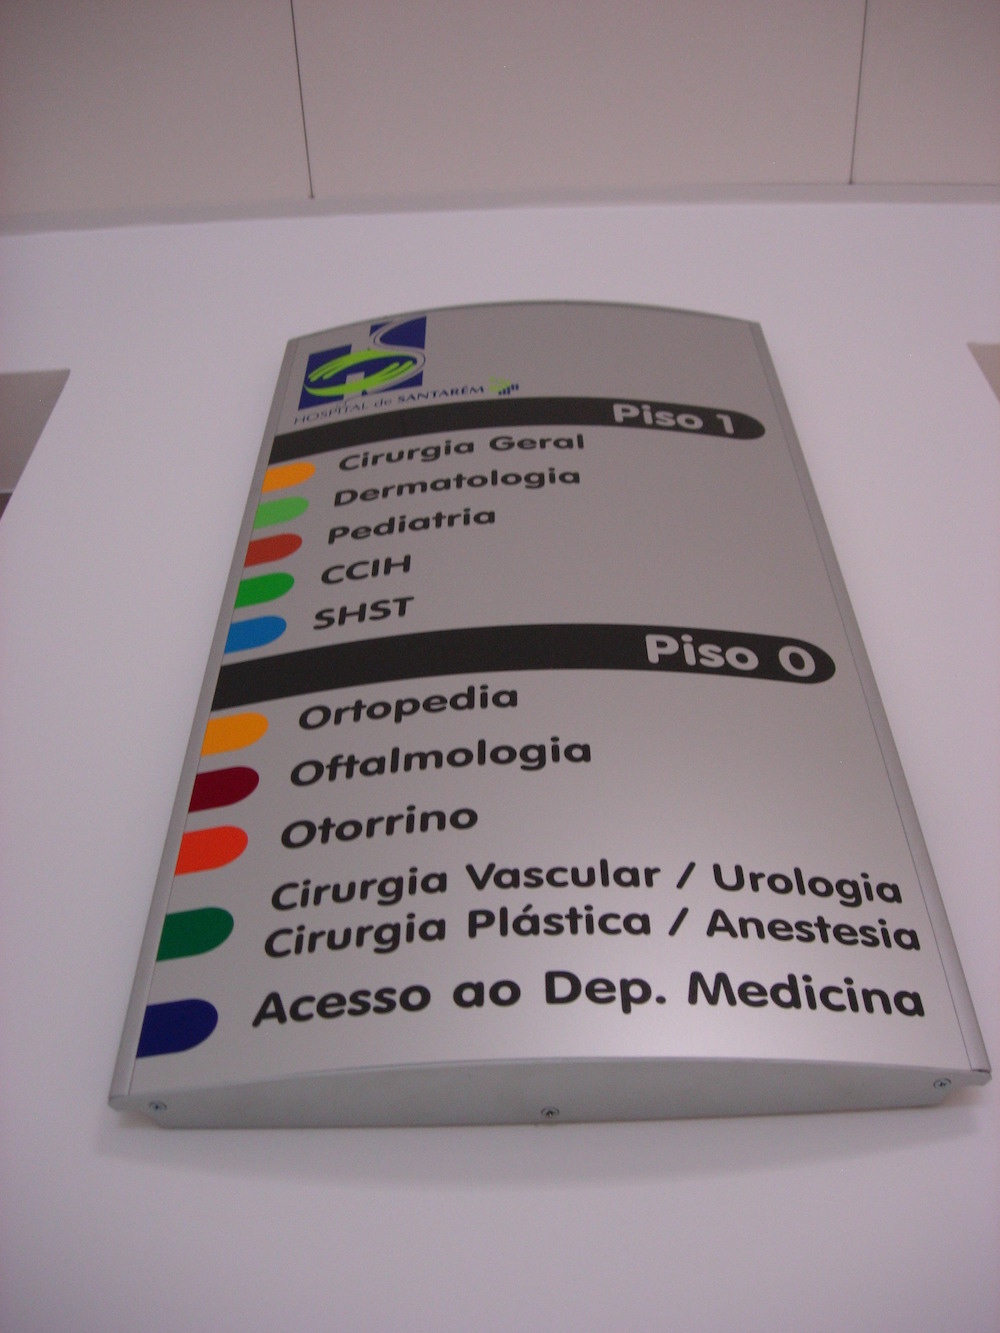 HOSPITAL de SANTARÉM
Piso 1
Cirurgia Geral
Dermatologia
Pediatria
CCIH
SHST
Piso 0
Ortopedia
Oftalmologia
Otorrino
Cirurgia Vascular / Urologia
Cirurgia Plástica / Anestesia
Acesso ao Dep. Medicina